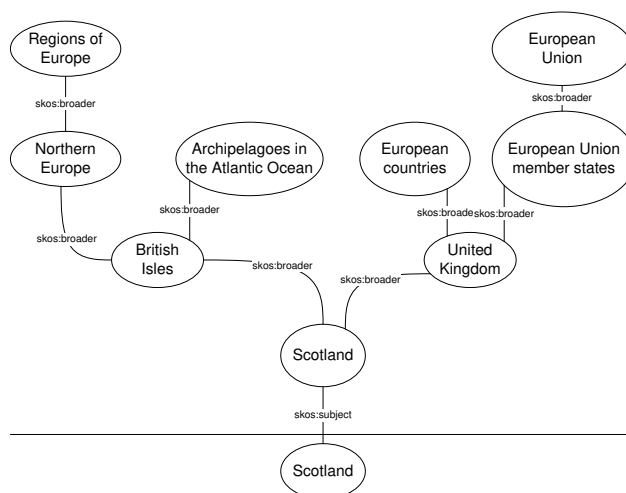 Regions of
Europe
European
Union
skos:broader
skos:broader
Northern
Europe
Archipelagoes in
the Atlantic Ocean
European
countries
European Union
member states
skos:broader
skos:broade
skos:broader
skos:broader
British
Isles
United
Kingdom
skos:broader
skos:broader
Scotland
skos:subject
Scotland